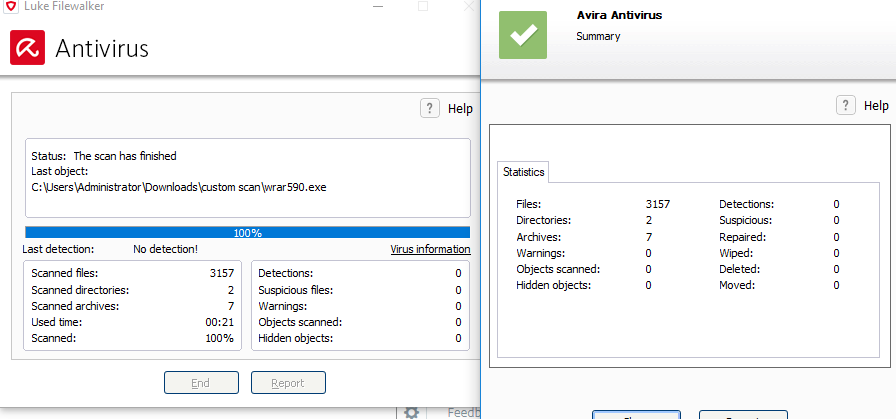 Luke Filewalker
Antivirus
? Help
Status: The scan has finished
Last object:
C:\Users\Administrator\Downloads\custom scan\wrar590.exe
100%
Last detection: No detection! Virus information
Scanned files: 3157
Scanned directories: 2
Scanned archives: 7
Used time: 00:21
Scanned: 100%
Detections: 0
Suspicious files: 0
Warnings: 0
Objects scanned: 0
Hidden objects: 0
End Report
Avira Antivirus
Summary
? Help
Statistics
Files: 3157
Directories: 2
Archives: 7
Warnings: 0
Objects scanned: 0
Hidden objects: 0
Detections: 0
Suspicious: 0
Repaired: 0
Wiped: 0
Deleted: 0
Moved: 0